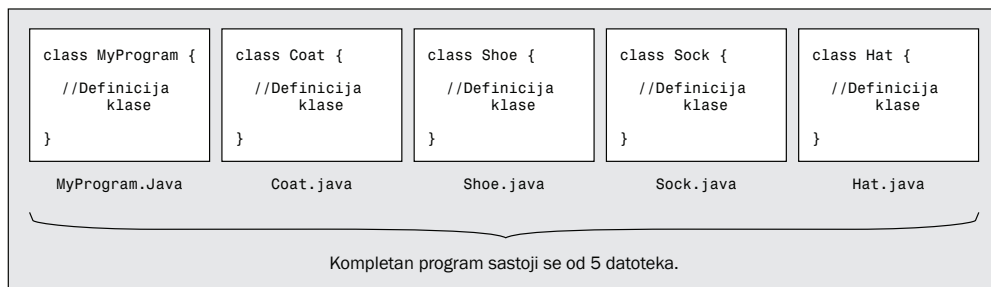 class MyProgram {
//Definicija
klase
}
MyProgram.Java
class Coat {
//Definicija
klase
}
Coat.java
class Shoe {
//Definicija
klase
}
Shoe.java
class Sock {
//Definicija
klase
}
Sock.java
class Hat {
//Definicija
klase
}
Hat.java
Kompletan program sastoji se od 5 datoteka.